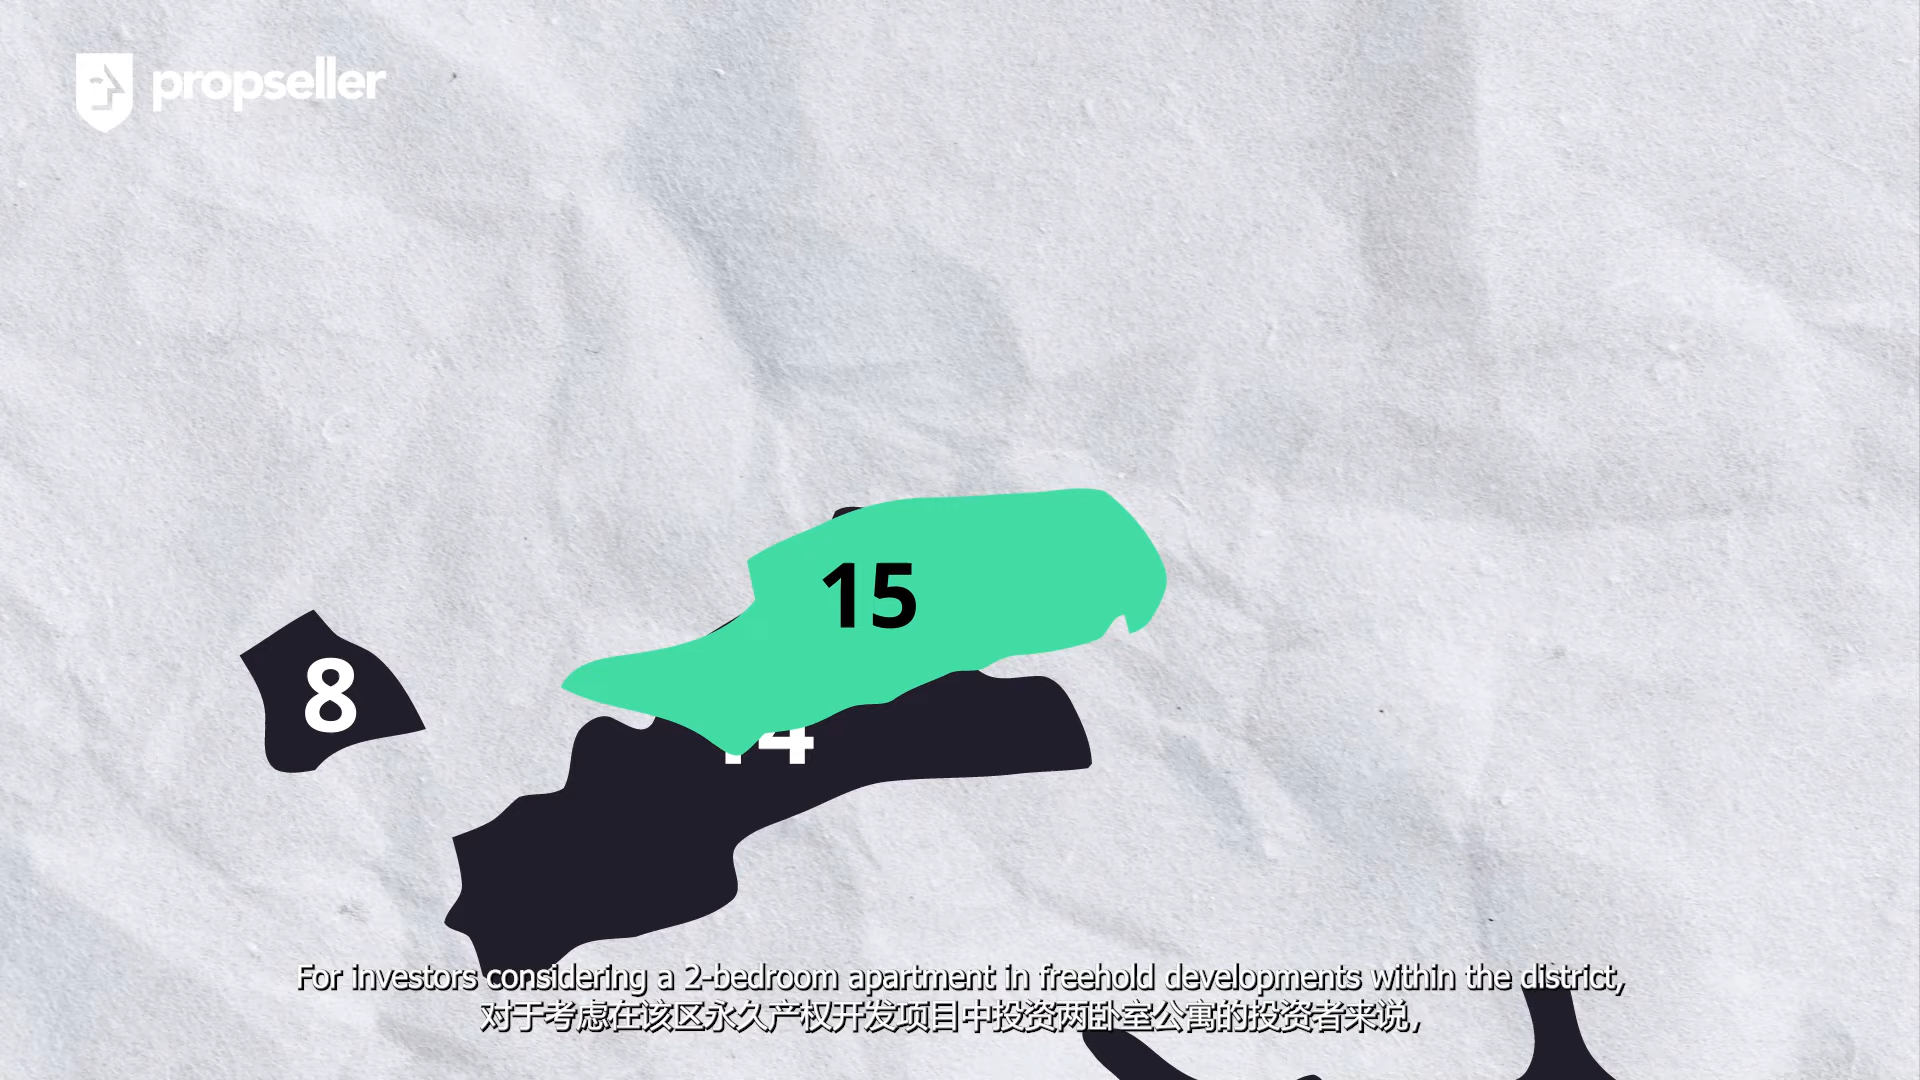 propseller
15
8
14
For investors considering a 2-bedroom apartment in freehold developments within the district,
对于考虑在该区永久产权开发项目中投资两卧室公寓的投资者来说，